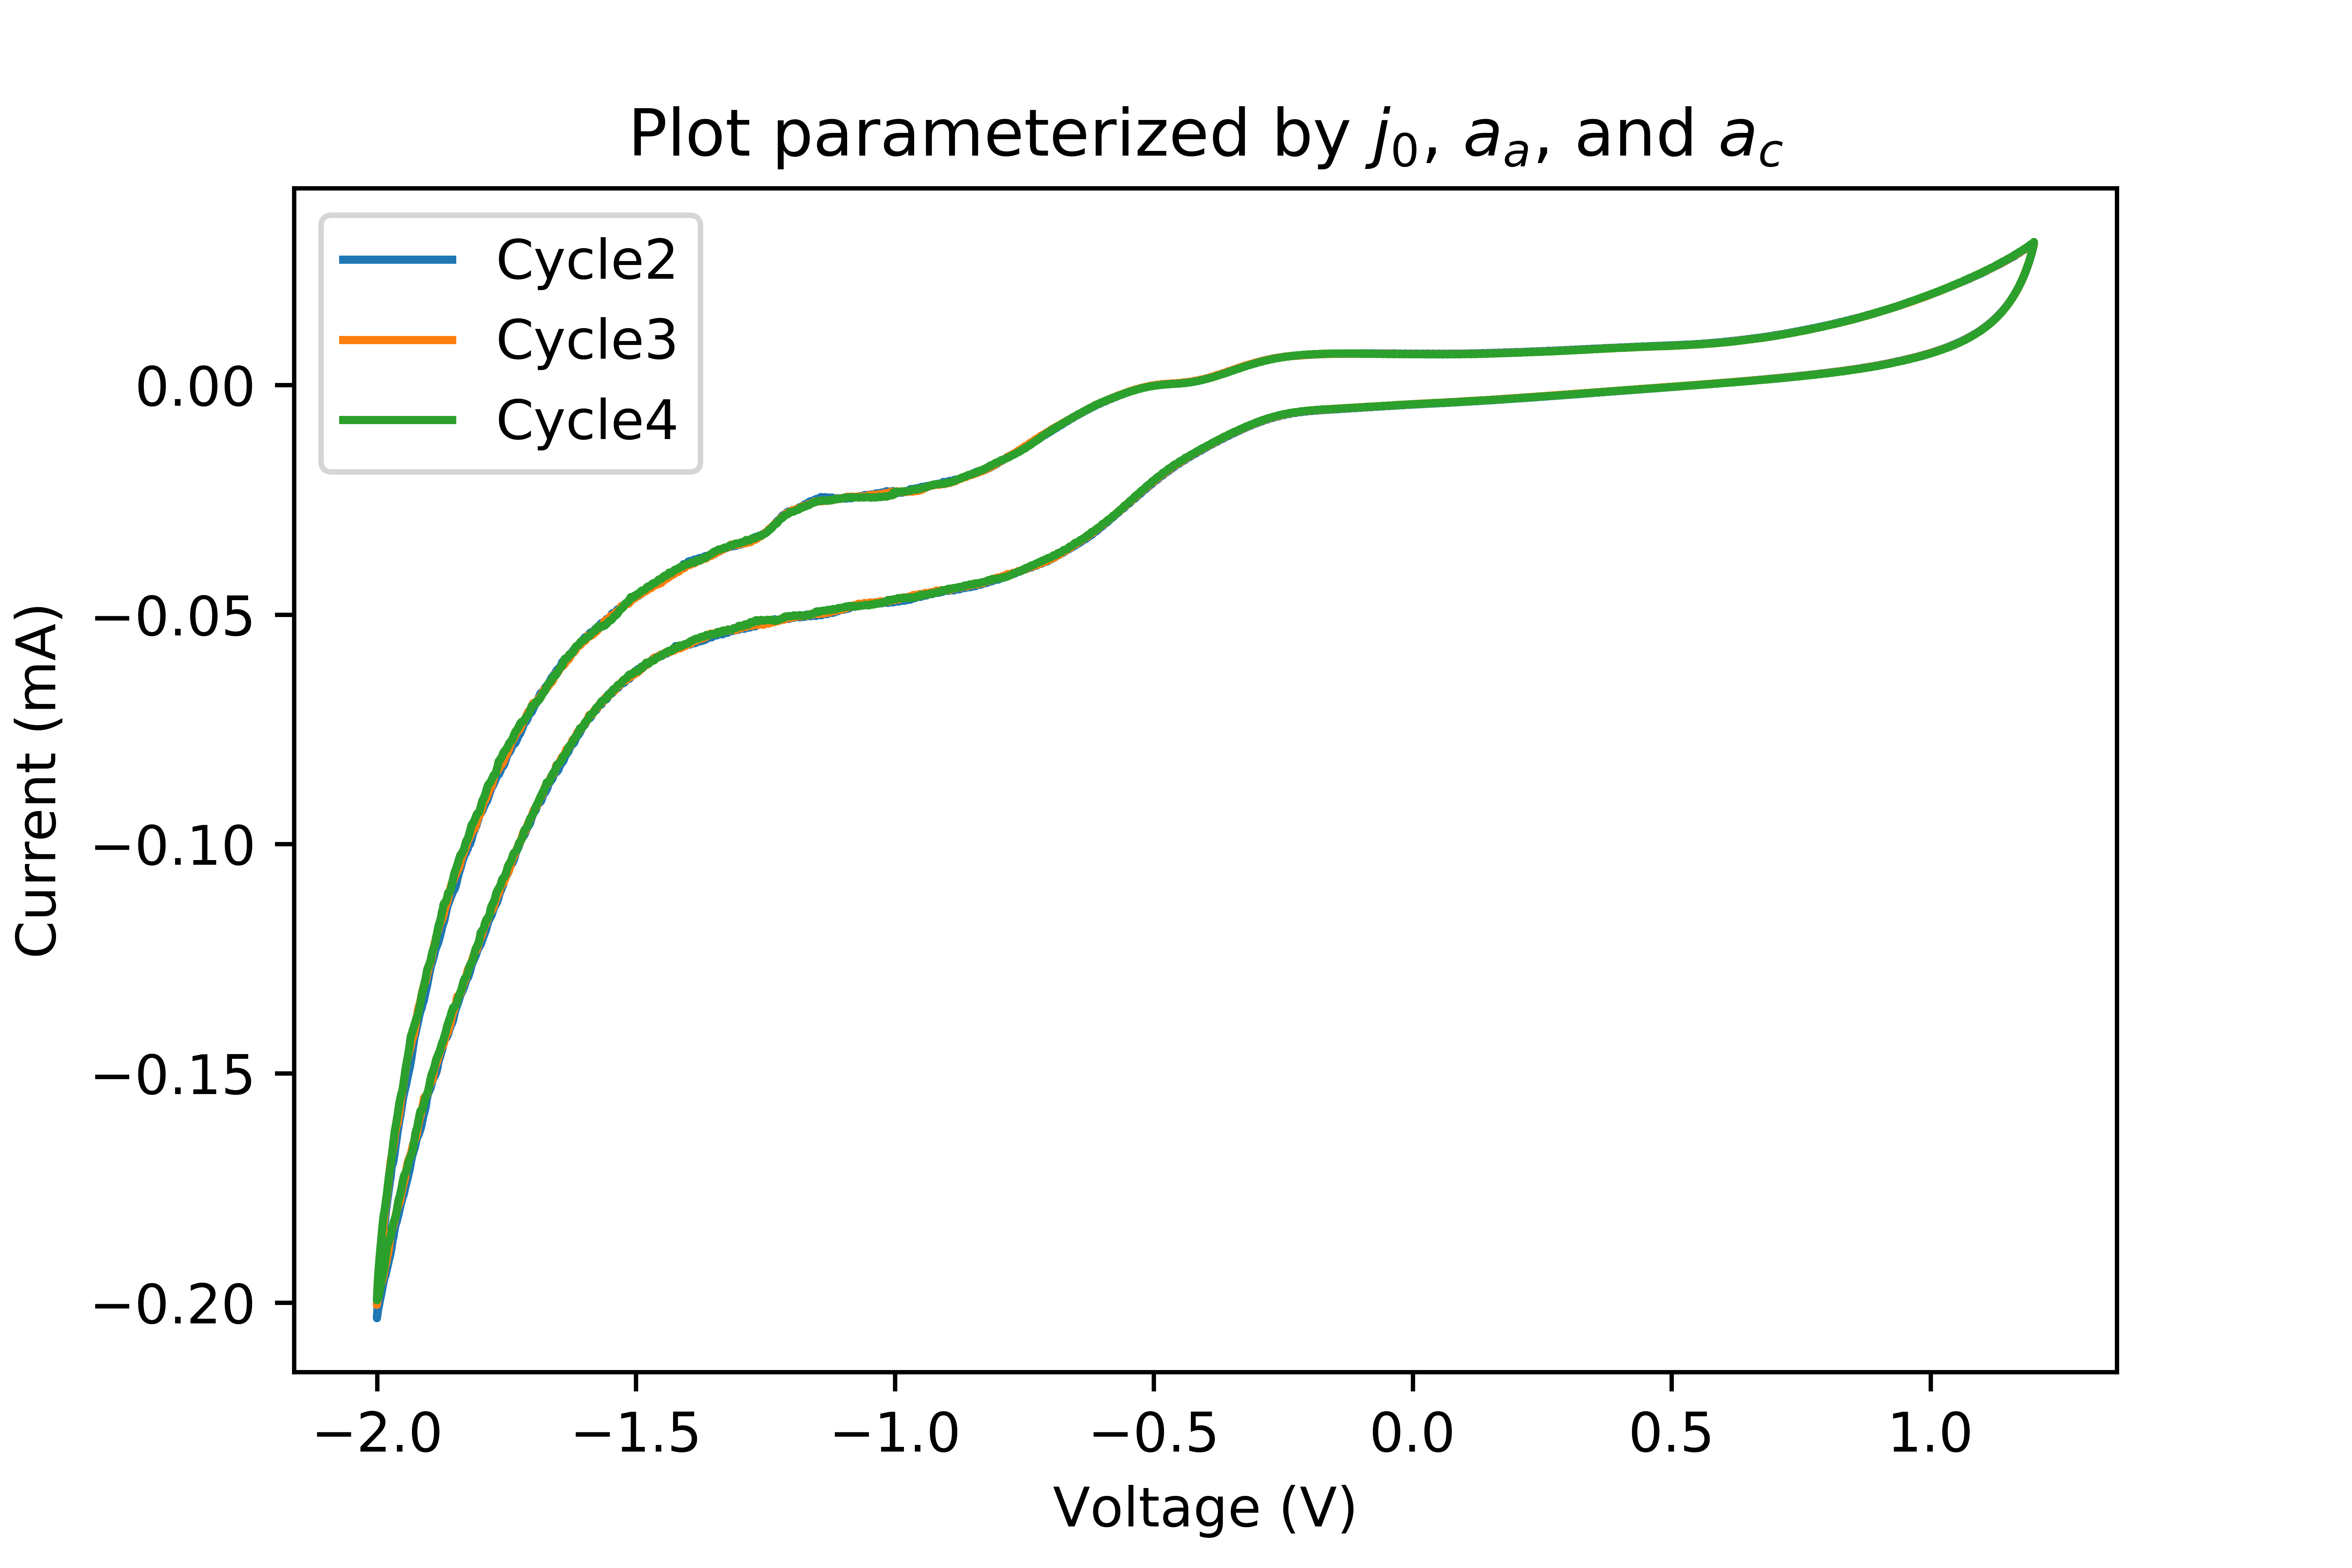 Plot parameterized by j₀, aₐ, and a_c
Cycle2
Cycle3
Cycle4
0.00
−0.05
−0.10
−0.15
−0.20
Current (mA)
−2.0 −1.5 −1.0 −0.5 0.0 0.5 1.0
Voltage (V)